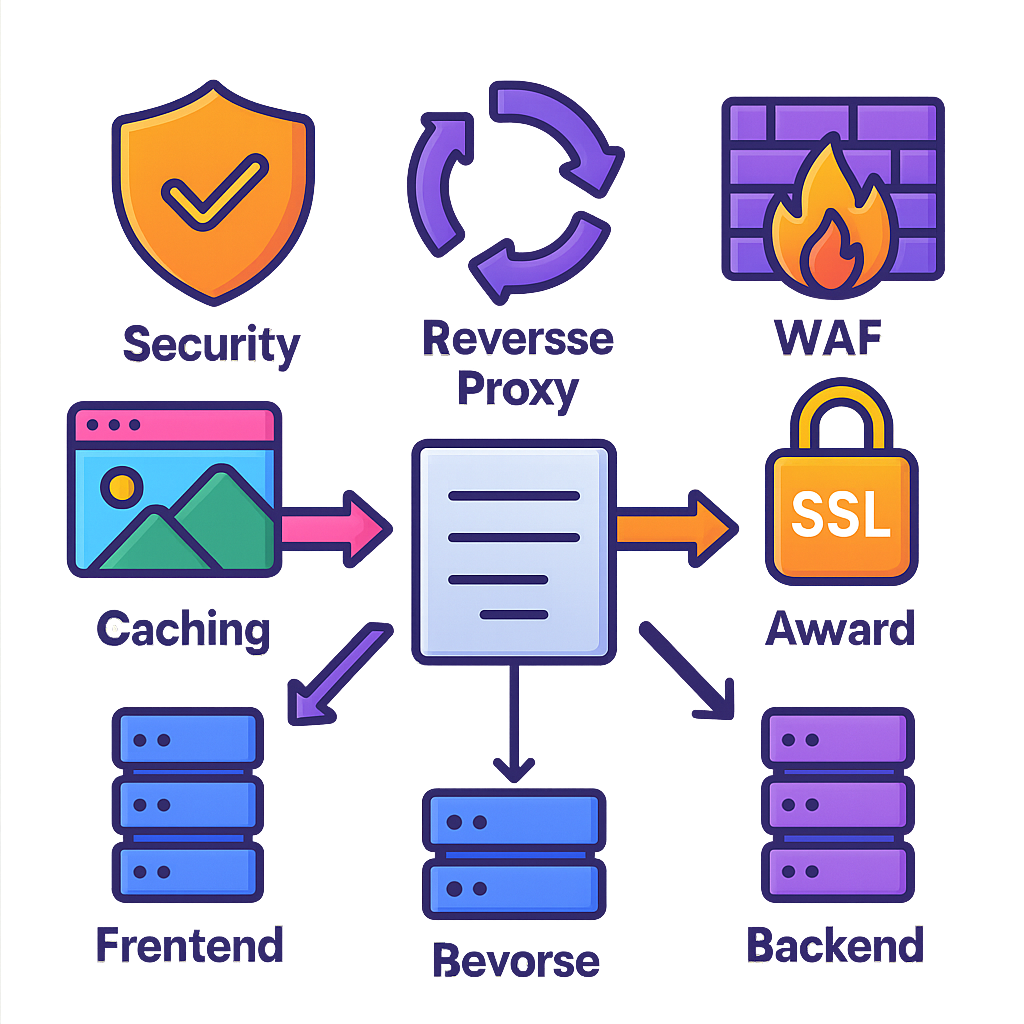 Security
Reversse
Proxy
WAF
SSL
Caching
Award
Frentend
Bevorse
Backend